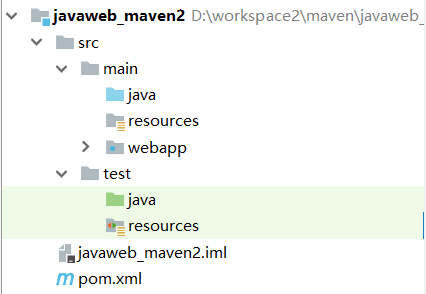 javaweb_maven2 D:\workspace2\maven\javaweb_
src
main
java
resources
webapp
test
java
resources
javaweb_maven2.iml
pom.xml